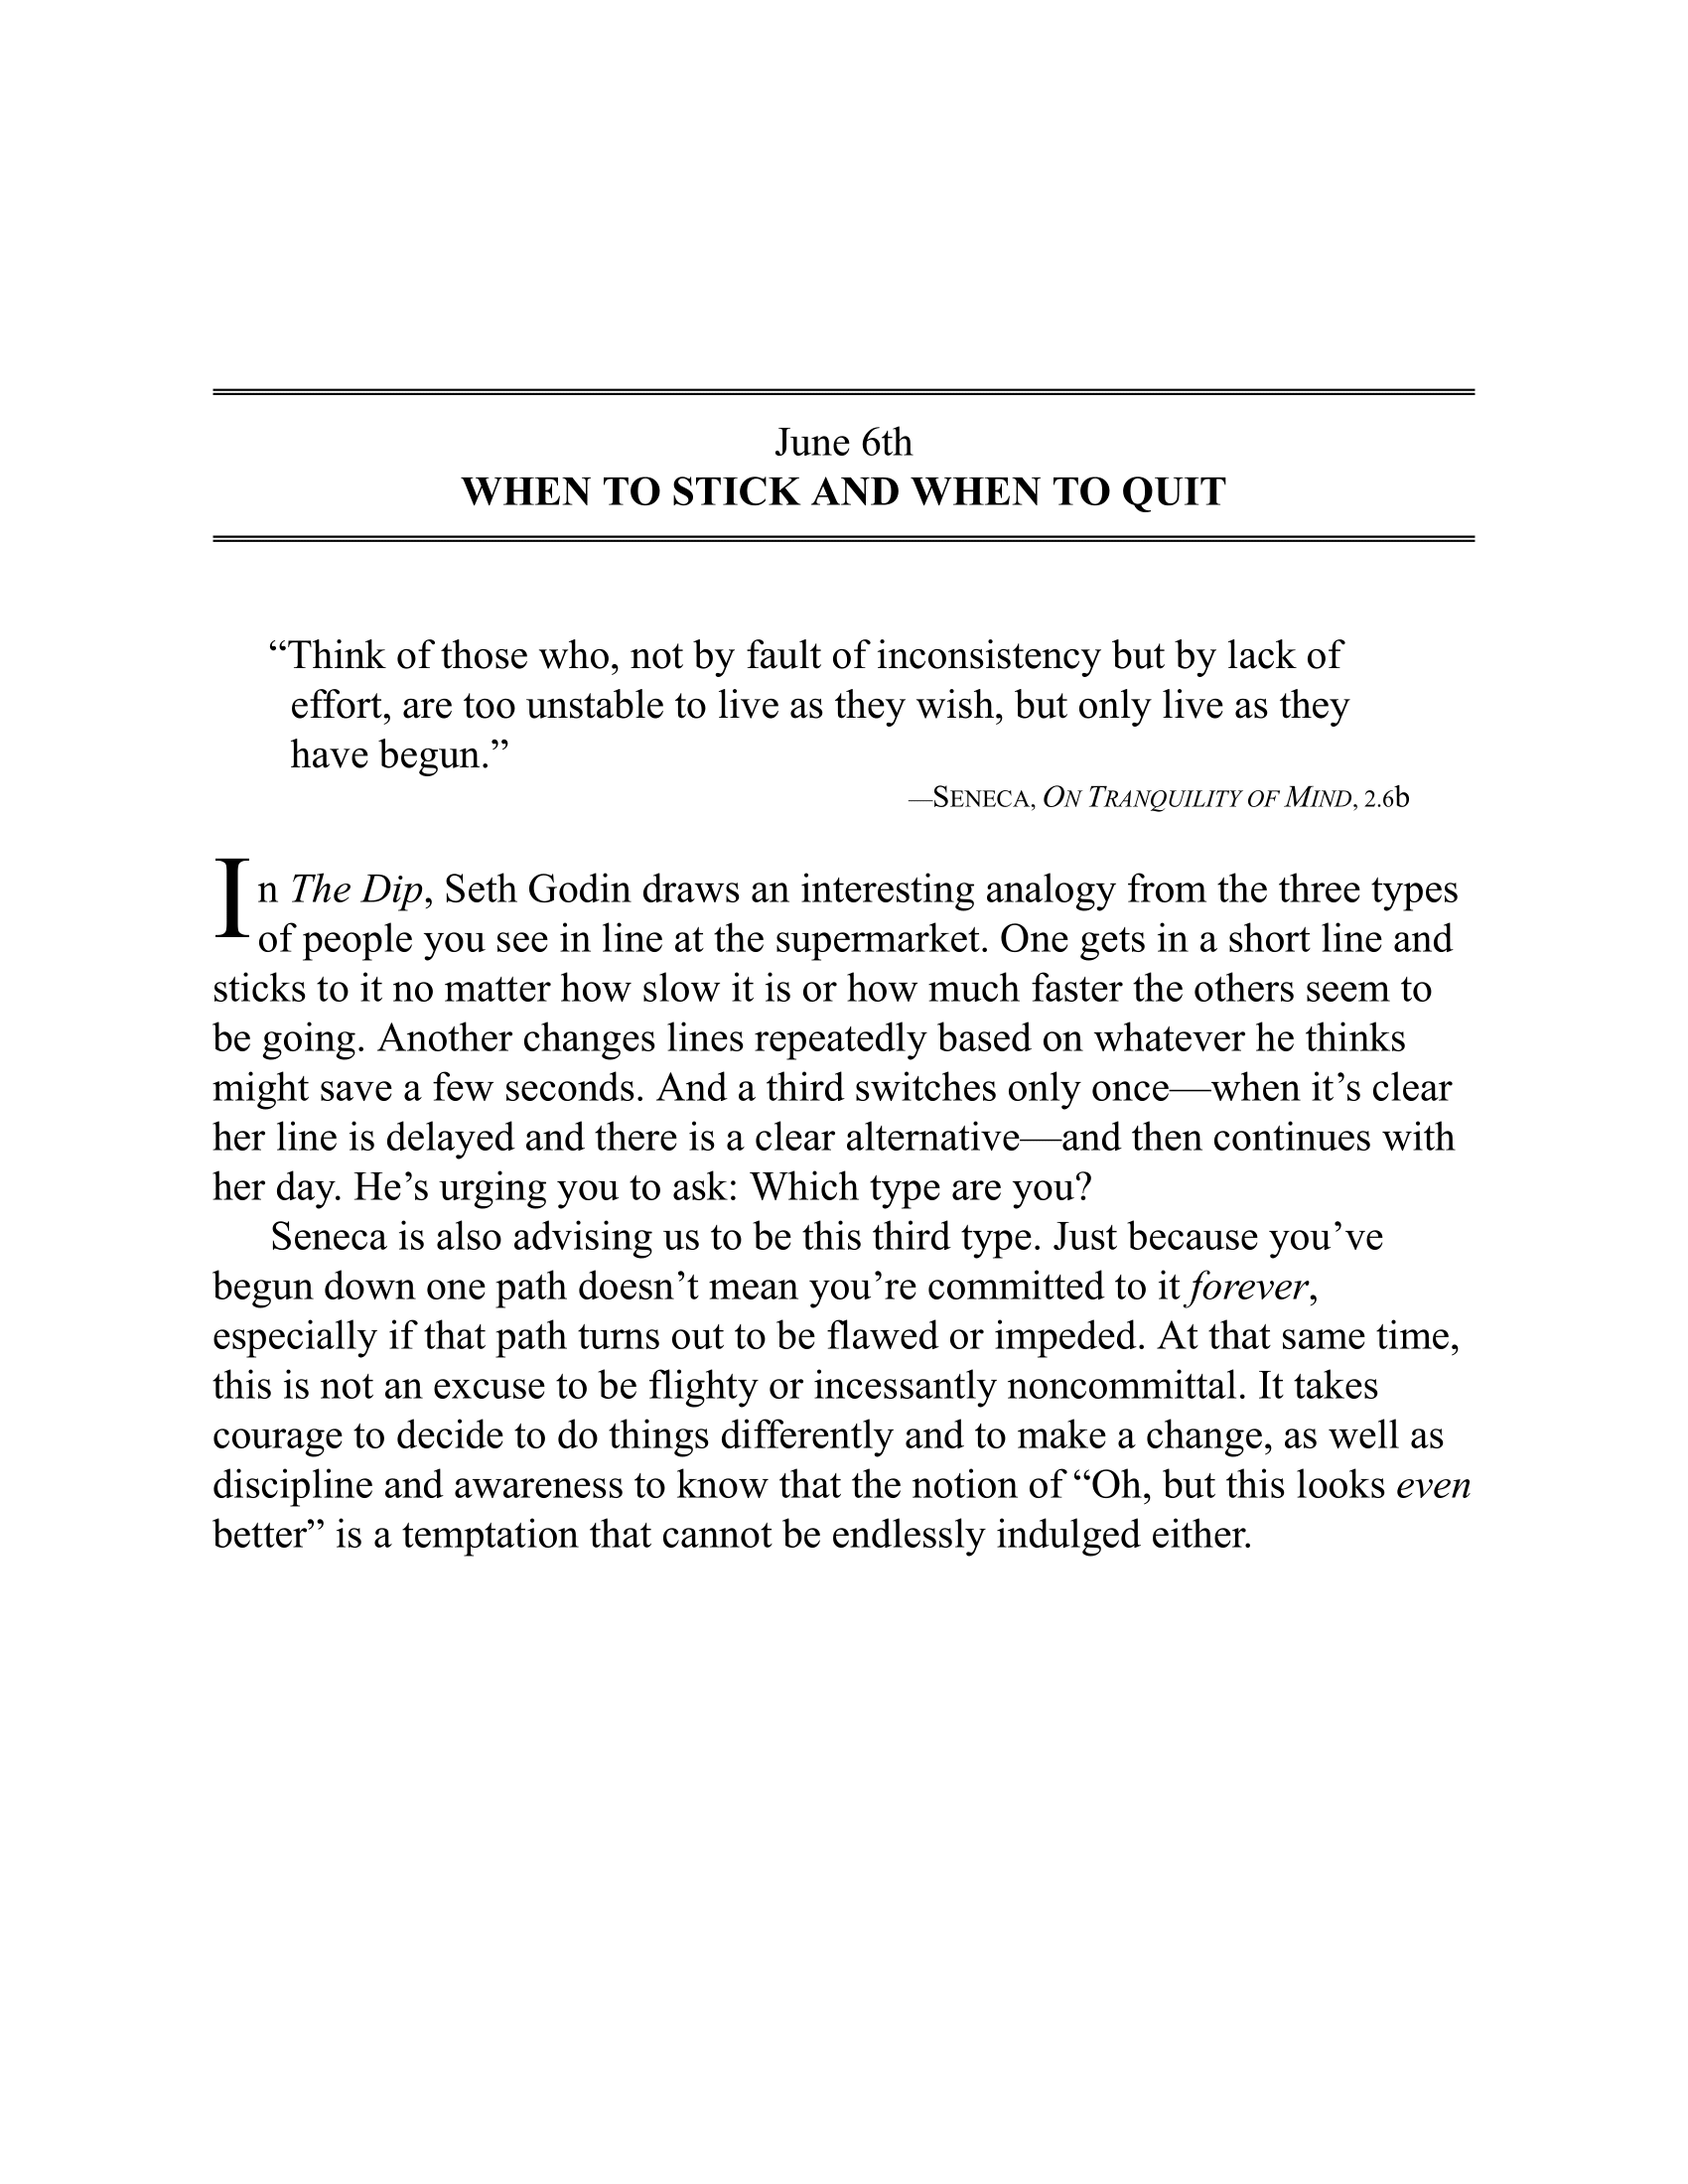 June 6th
WHEN TO STICK AND WHEN TO QUIT
“Think of those who, not by fault of inconsistency but by lack of
effort, are too unstable to live as they wish, but only live as they
have begun.”
—SENECA, ON TRANQUILITY OF MIND, 2.6b
In The Dip, Seth Godin draws an interesting analogy from the three types
of people you see in line at the supermarket. One gets in a short line and
sticks to it no matter how slow it is or how much faster the others seem to
be going. Another changes lines repeatedly based on whatever he thinks
might save a few seconds. And a third switches only once—when it’s clear
her line is delayed and there is a clear alternative—and then continues with
her day. He’s urging you to ask: Which type are you?
Seneca is also advising us to be this third type. Just because you’ve
begun down one path doesn’t mean you’re committed to it forever,
especially if that path turns out to be flawed or impeded. At that same time,
this is not an excuse to be flighty or incessantly noncommittal. It takes
courage to decide to do things differently and to make a change, as well as
discipline and awareness to know that the notion of “Oh, but this looks even
better” is a temptation that cannot be endlessly indulged either.